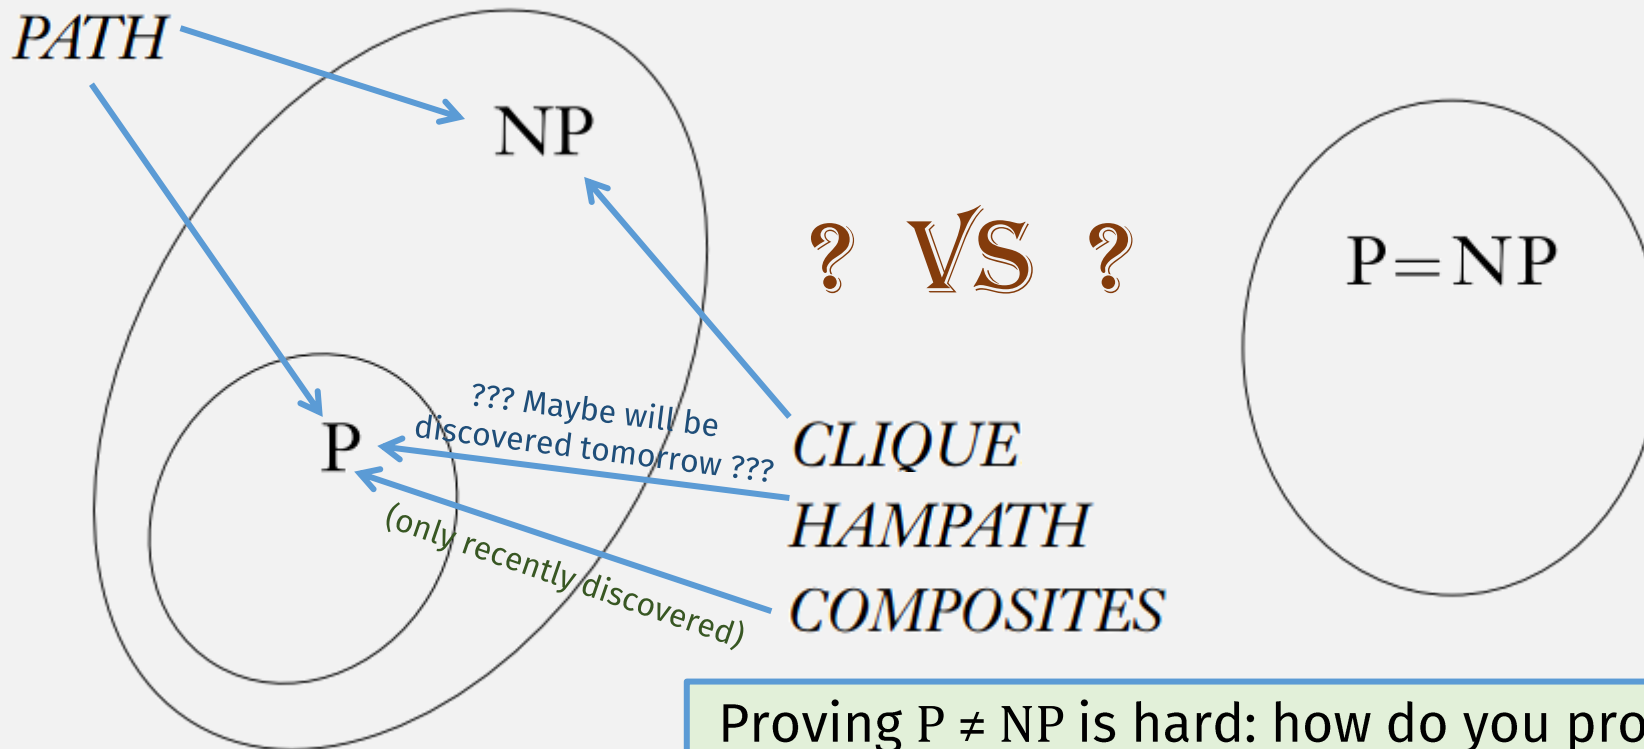 PATH
NP
? VS ?
P=NP
??? Maybe will be
discovered tomorrow ???
P
CLIQUE
(only recently discovered)
HAMPATH
COMPOSITES
Proving P ≠ NP is hard: how do you pro